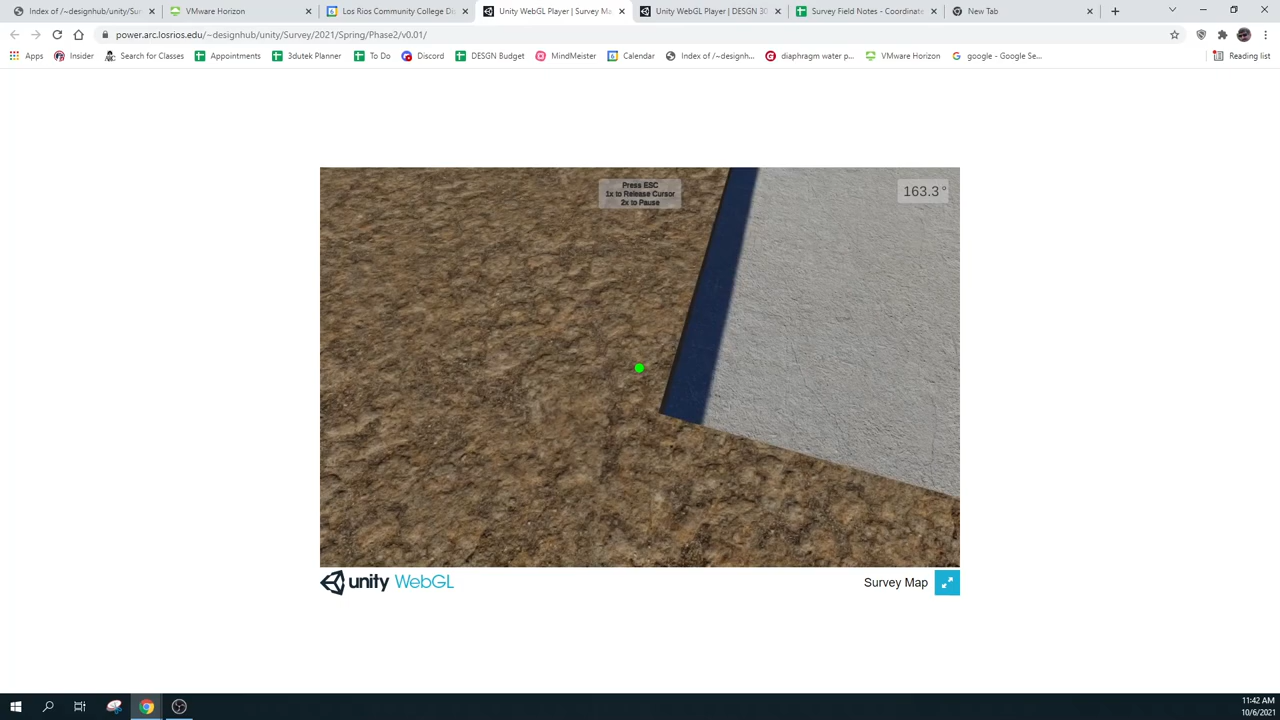 Index of /~designhub/unity/Sur
VMware Horizon
Los Rios Community College Di
Unity WebGL Player | Survey Ma
Unity WebGL Player | DESGN 30
Survey Field Notes - Coordinate
New Tab
power.arc.losrios.edu/~designhub/unity/Survey/2021/Spring/Phase2/v0.01/
Apps
Insider
Search for Classes
Appointments
3dutek Planner
To Do
Discord
DESGN Budget
MindMeister
Calendar
Index of /~designh...
diaphragm water p...
VMware Horizon
google - Google Se...
Reading list
Press ESC
1x to Release Cursor
2x to Pause
163.3°
unity WebGL
Survey Map
11:42 AM
10/6/2021